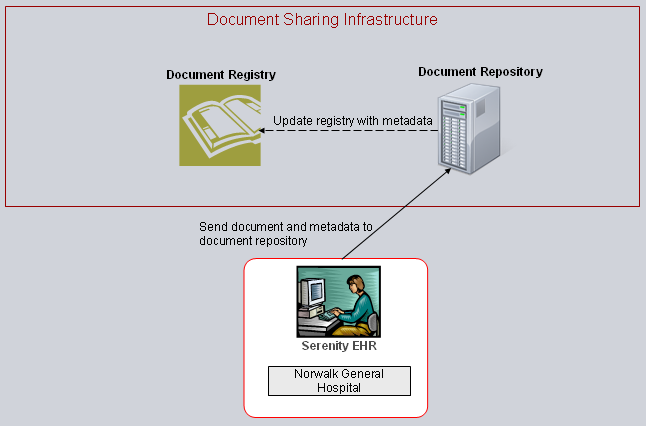 Document Sharing Infrastructure
Document Registry
Document Repository
Update registry with metadata
Send document and metadata to
document repository
Serenity EHR
Norwalk General
Hospital